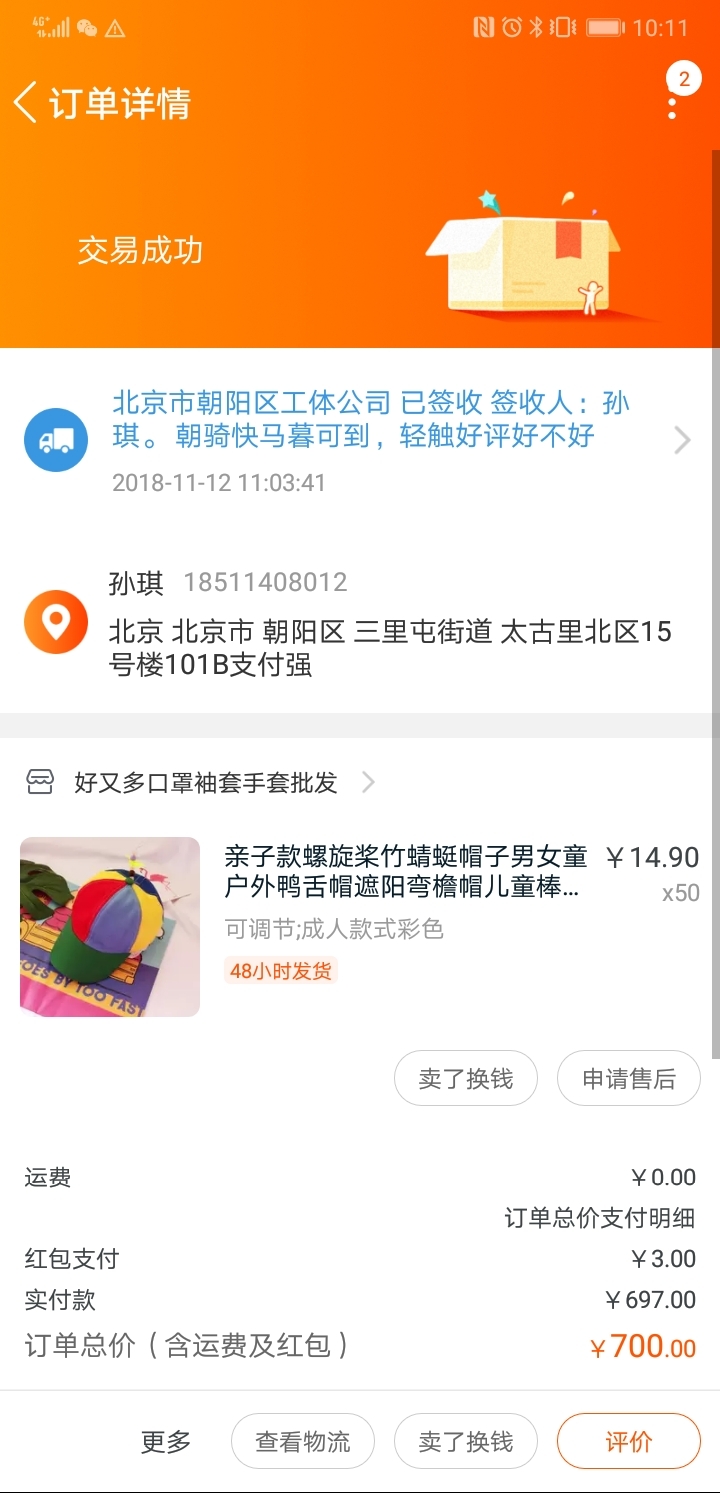 4G+ 10:11
2
订单详情
交易成功
北京市朝阳区工体公司 已签收 签收人：孙
琪。朝骑快马暮可到，轻触好评好不好
2018-11-12 11:03:41
孙琪 18511408012
北京 北京市 朝阳区 三里屯街道 太古里北区15
号楼101B支付强
好又多口罩袖套手套批发
亲子款螺旋桨竹蜻蜓帽子男女童 ￥14.90
户外鸭舌帽遮阳弯檐帽儿童棒... x50
可调节;成人款式彩色
48小时发货
OES BY TOO FAST
卖了换钱 申请售后
运费 ￥0.00
订单总价支付明细
红包支付 ￥3.00
实付款 ￥697.00
订单总价（含运费及红包） ￥700.00
更多 查看物流 卖了换钱 评价